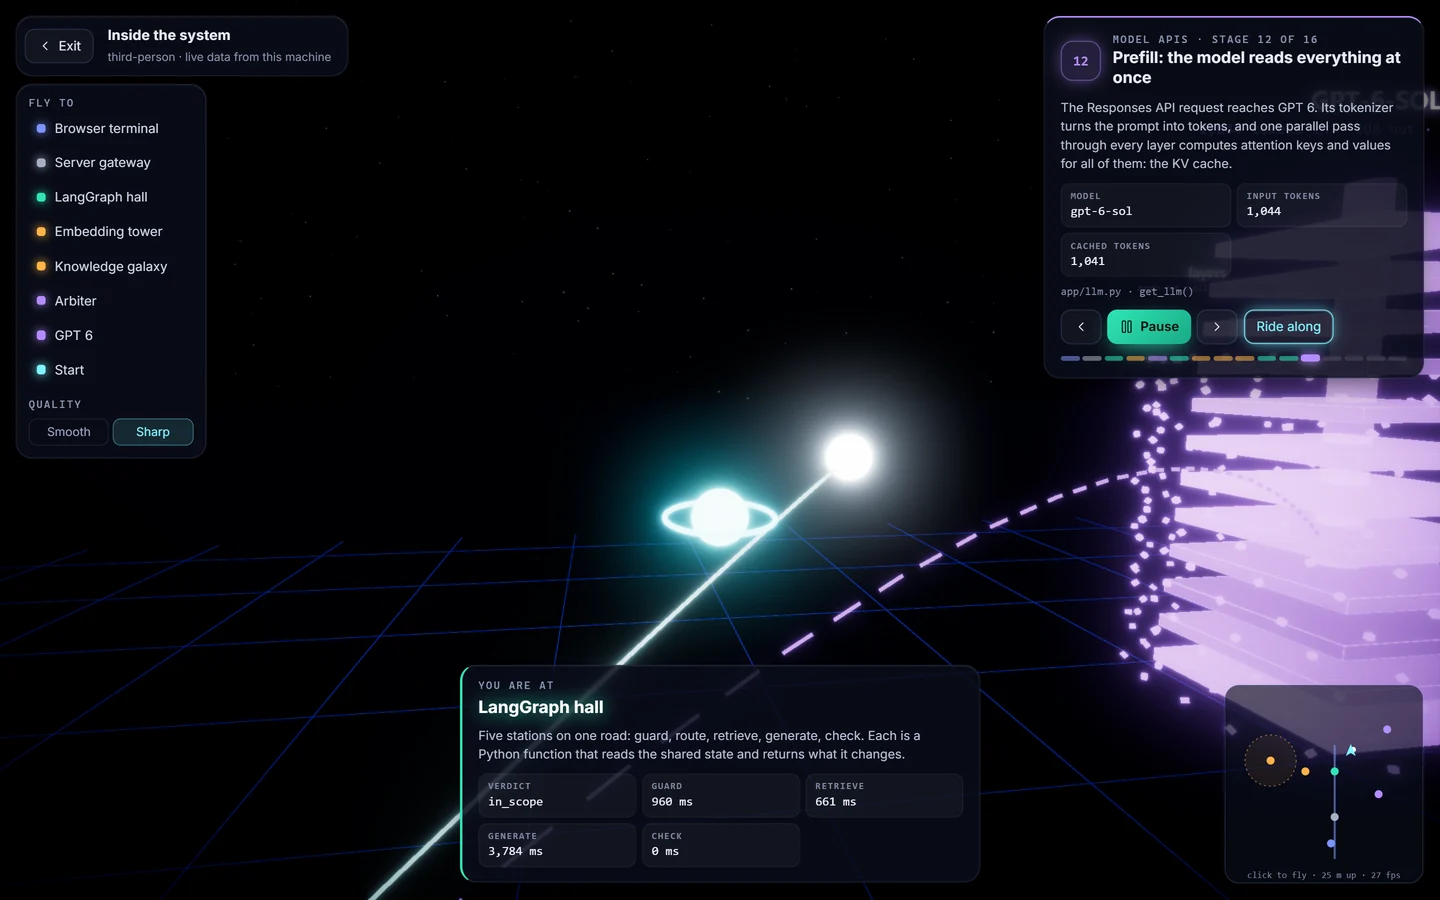 Exit
Inside the system
third-person · live data from this machine
FLY TO
Browser terminal
Server gateway
LangGraph hall
Embedding tower
Knowledge galaxy
Arbiter
GPT 6
Start
QUALITY
Smooth
Sharp
MODEL APIS · STAGE 12 OF 16
12
Prefill: the model reads everything at
once
The Responses API request reaches GPT 6. Its tokenizer
turns the prompt into tokens, and one parallel pass
through every layer computes attention keys and values
for all of them: the KV cache.
MODEL
gpt-6-sol
INPUT TOKENS
1,044
CACHED TOKENS
1,041
layers
app/llm.py · get_llm()
Pause
Ride along
GPT-6-SOL
YOU ARE AT
LangGraph hall
Five stations on one road: guard, route, retrieve, generate, check. Each is a
Python function that reads the shared state and returns what it changes.
VERDICT
in_scope
GUARD
960 ms
RETRIEVE
661 ms
GENERATE
3,784 ms
CHECK
0 ms
click to fly · 25 m up · 27 fps